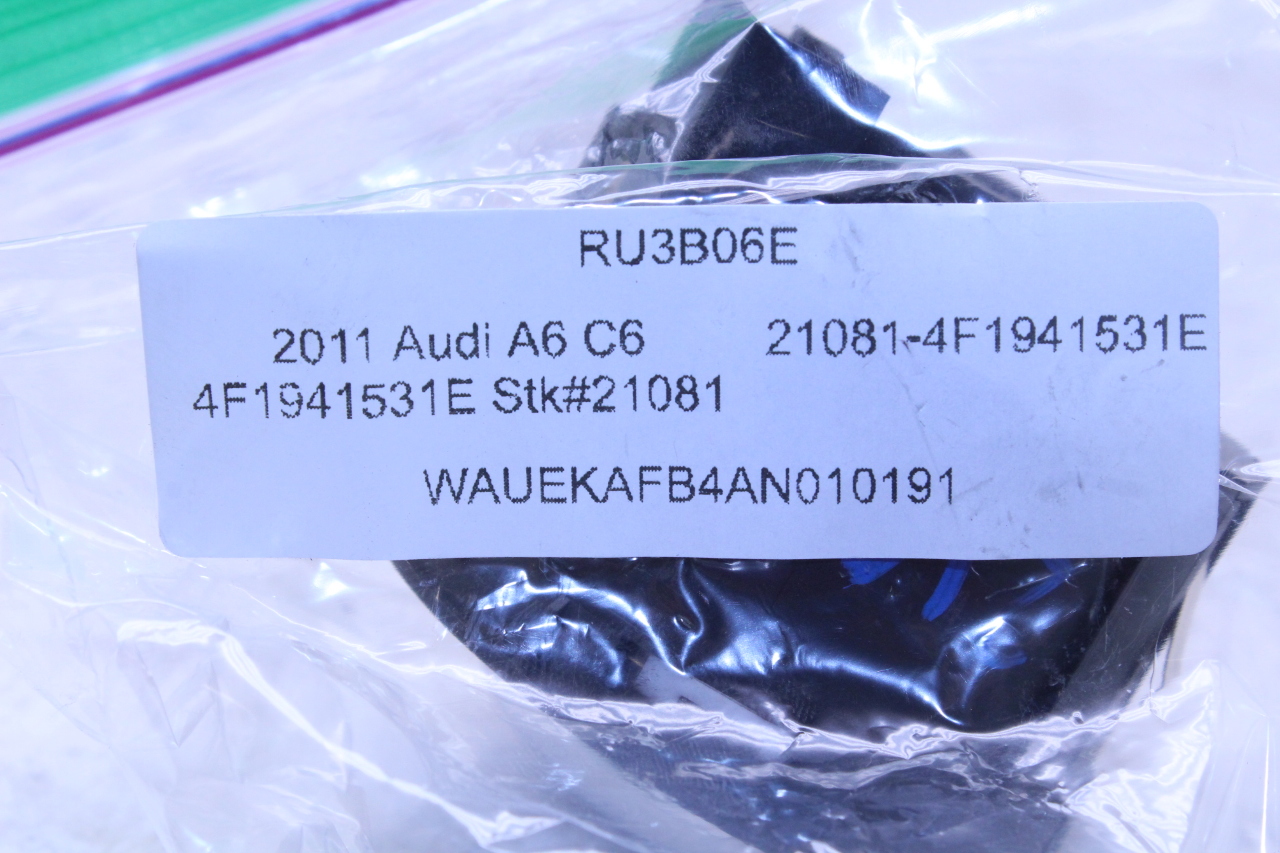 RU3B06E
2011 Audi A6 C6 21081-4F1941531E
4F1941531E Stk#21081
WAUEKAFB4AN010191